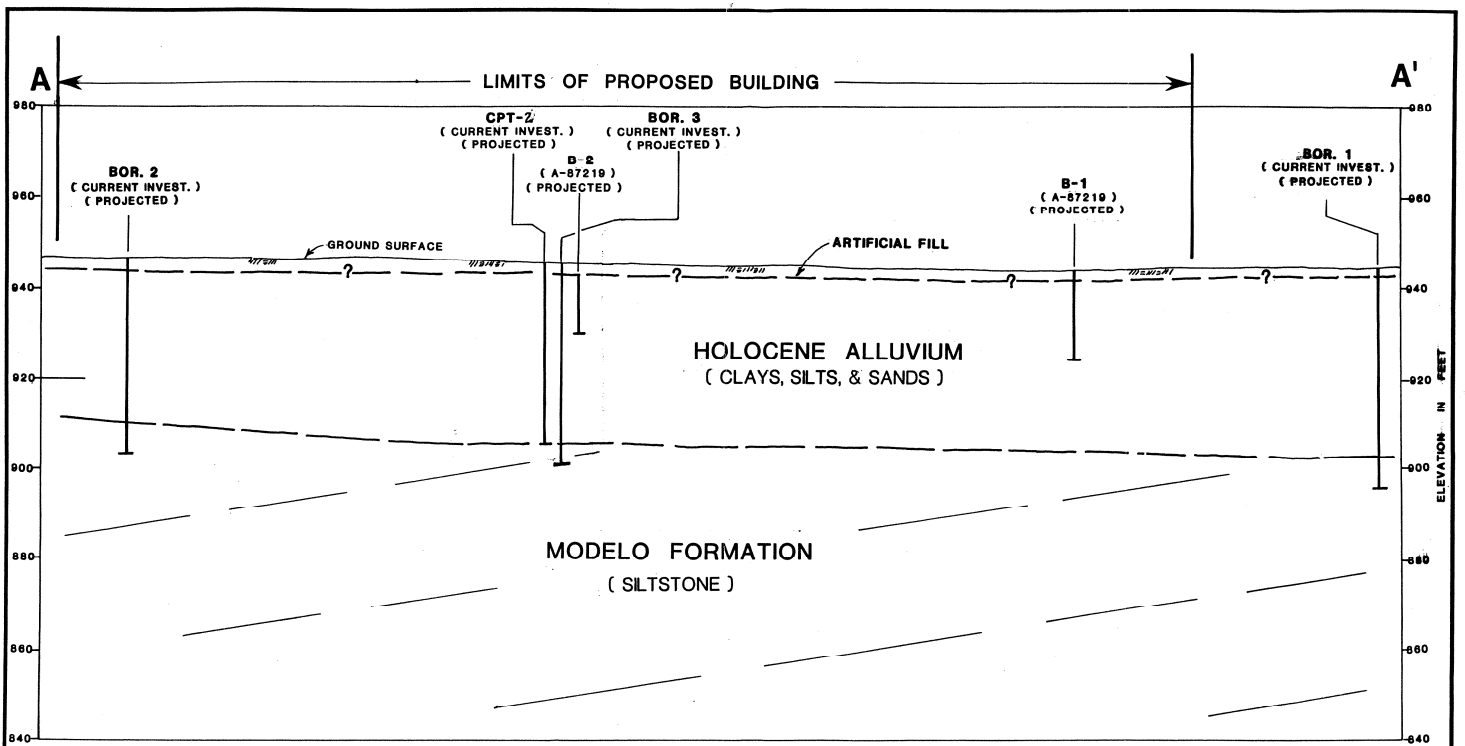 A
LIMITS OF PROPOSED BUILDING
A'
980
980
CPT-2
( CURRENT INVEST. )
( PROJECTED )
BOR. 3
( CURRENT INVEST. )
( PROJECTED )
B-2
( A-87219 )
( PROJECTED )
BOR. 2
( CURRENT INVEST. )
( PROJECTED )
B-1
( A-87219 )
( PROJECTED )
BOR. 1
( CURRENT INVEST. )
( PROJECTED )
960
960
GROUND SURFACE
ARTIFICIAL FILL
?
?
?
?
940
940
HOLOCENE ALLUVIUM
( CLAYS, SILTS, & SANDS )
920
920
ELEVATION IN FEET
900
900
MODELO FORMATION
( SILTSTONE )
880
880
860
860
840
840